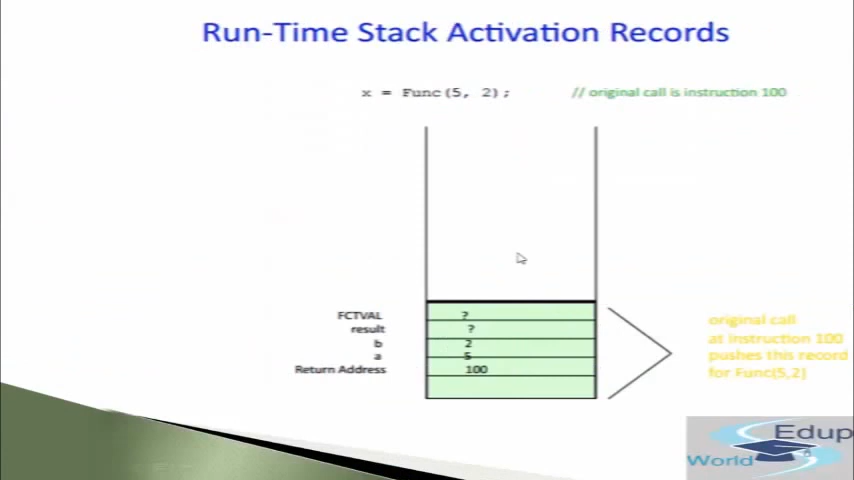 Run-Time Stack Activation Records
x = Func(5, 2); // original call is instruction 100
FCTVAL ?
result ?
b 2
a 5
Return Address 100
original call
at instruction 100
pushes this record
for Func(5,2)
Edup
World